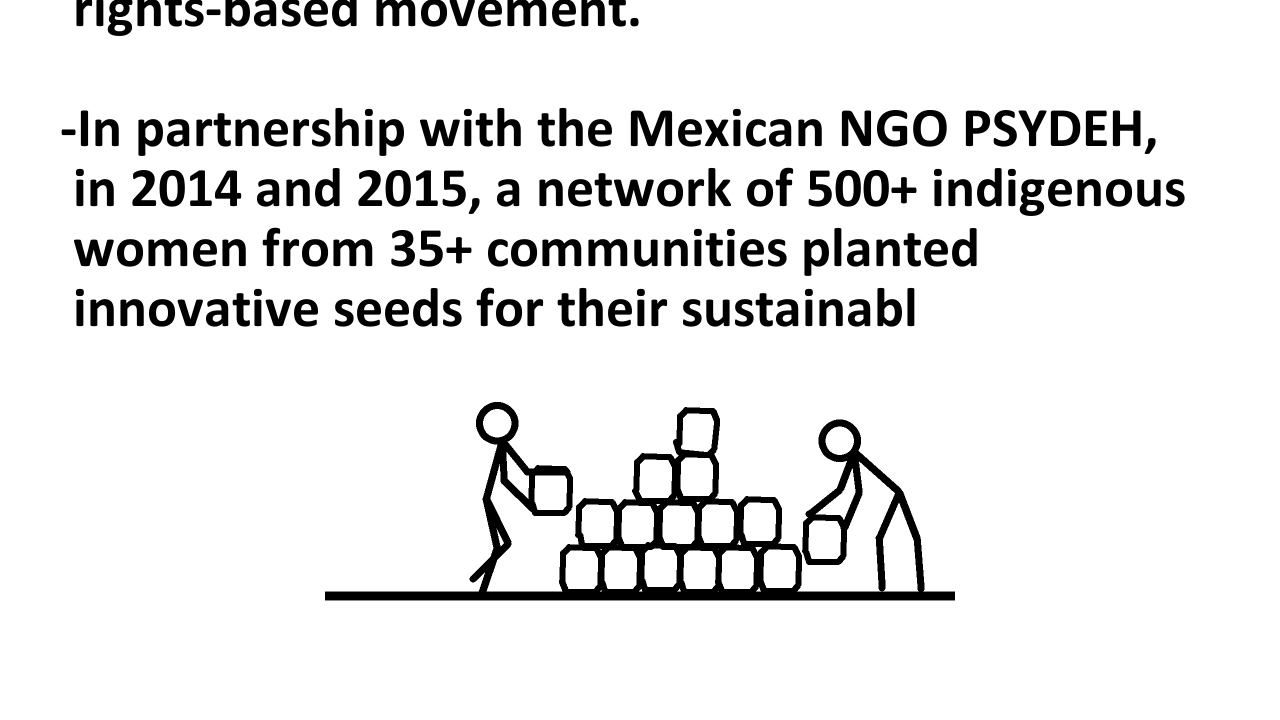 rights-based movement.
-In partnership with the Mexican NGO PSYDEH,
in 2014 and 2015, a network of 500+ indigenous
women from 35+ communities planted
innovative seeds for their sustainabl